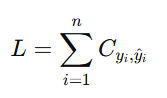 $L = \sum_{i=1}^{n} C_{y_i, \hat{y}_i}$